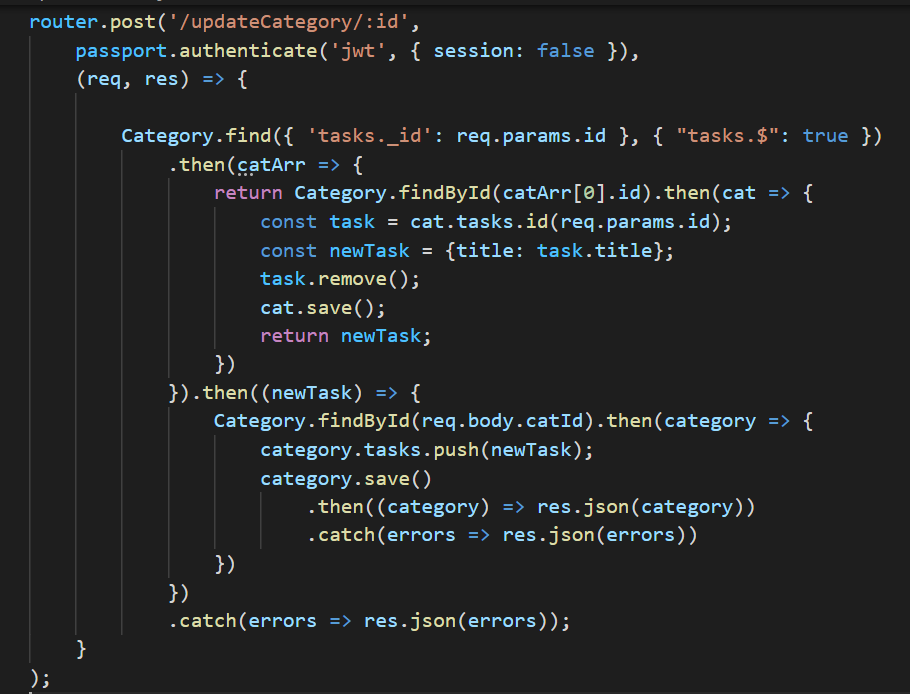 router.post('/updateCategory/:id',
    passport.authenticate('jwt', { session: false }),
    (req, res) => {
        Category.find({ 'tasks._id': req.params.id }, { "tasks.$": true })
            .then(catArr => {
                return Category.findById(catArr[0].id).then(cat => {
                    const task = cat.tasks.id(req.params.id);
                    const newTask = {title: task.title};
                    task.remove();
                    cat.save();
                    return newTask;
                })
            }).then((newTask) => {
                Category.findById(req.body.catId).then(category => {
                    category.tasks.push(newTask);
                    category.save()
                        .then((category) => res.json(category))
                        .catch(errors => res.json(errors))
                })
            })
            .catch(errors => res.json(errors));
    }
);